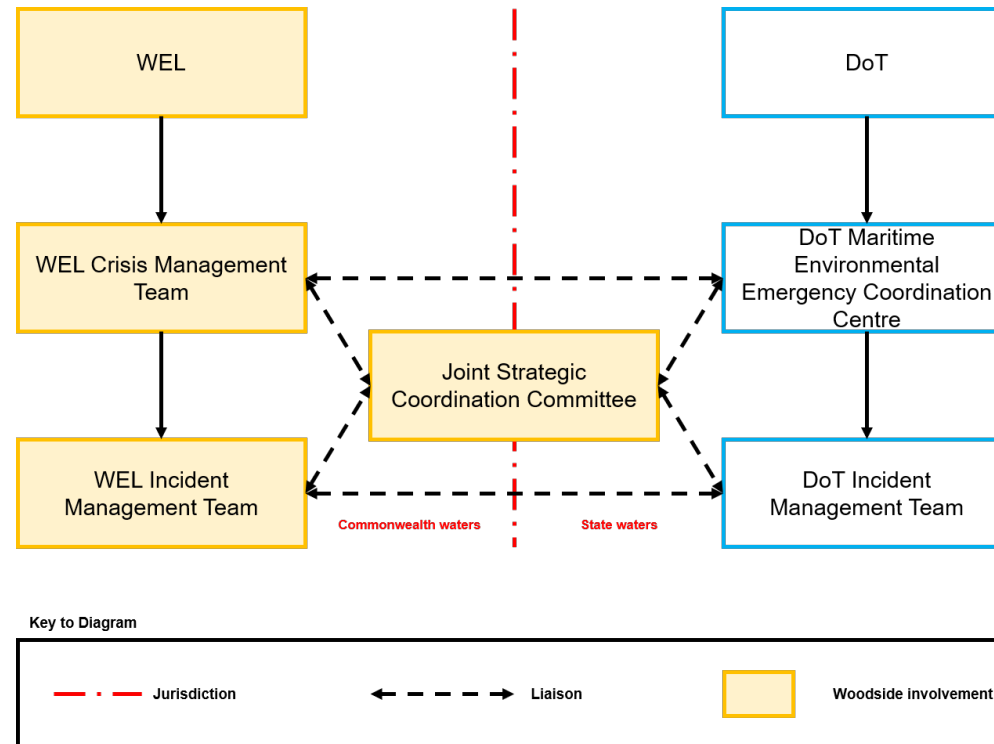 WEL
DoT
WEL Crisis Management
Team
DoT Maritime
Environmental
Emergency Coordination
Centre
Joint Strategic
Coordination Committee
WEL Incident
Management Team
DoT Incident
Management Team
Commonwealth waters
State waters
Key to Diagram
Jurisdiction
Liaison
Woodside involvement